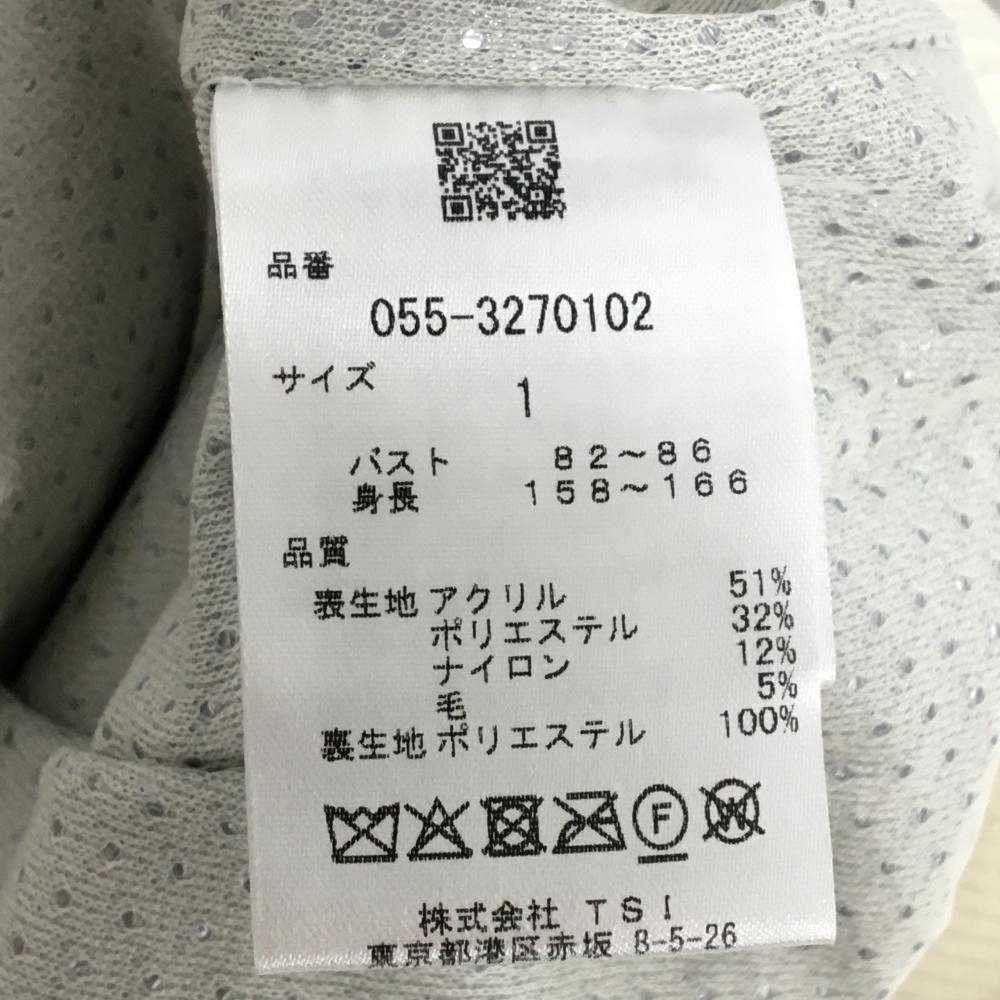 品番
055-3270102
サイズ 1
バスト 82～86
身長 158～166
品質
表生地 アクリル 51%
ポリエステル 32%
ナイロン 12%
毛 5%
裏生地 ポリエステル 100%
F W
株式会社 TSI
東京都港区赤坂 8-5-26